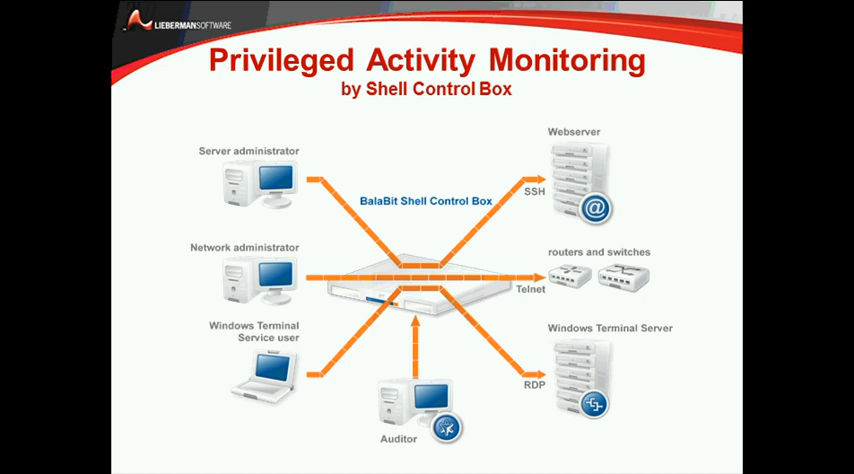 LIEBERMANSOFTWARE
Privileged Activity Monitoring
by Shell Control Box
Server administrator
Webserver
SSH
BalaBit Shell Control Box
Network administrator
routers and switches
Telnet
Windows Terminal
Service user
Windows Terminal Server
RDP
Auditor